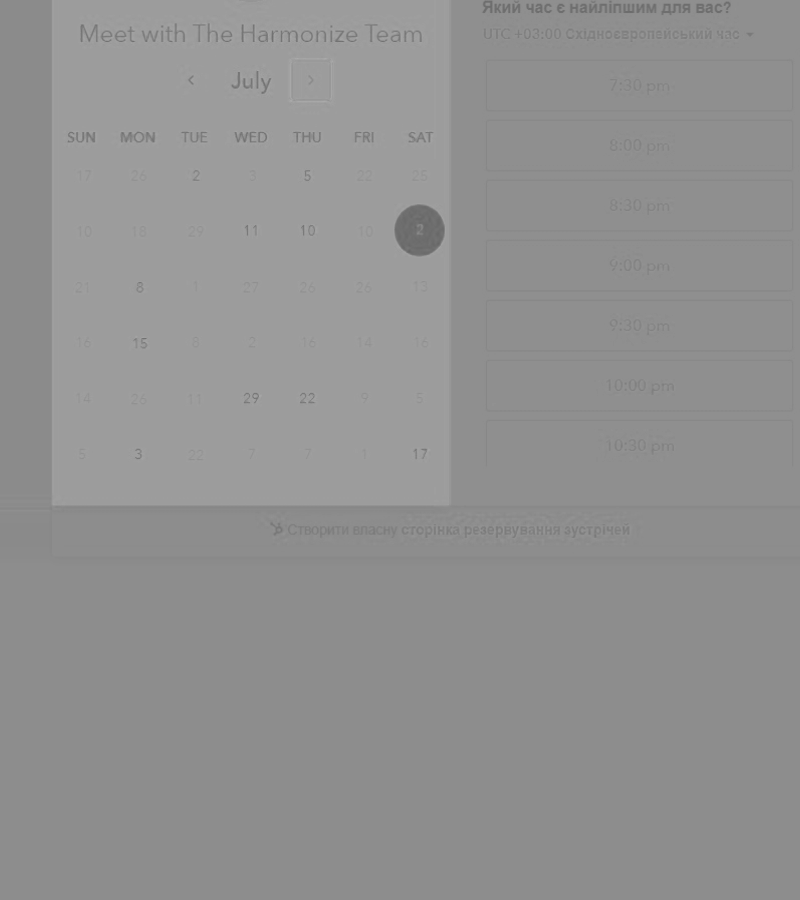 Meet with The Harmonize Team
July
SUN MON TUE WED THU FRI SAT
17 26 2 3 5 22 25
10 18 29 11 10 10 2
21 8 1 27 26 26 13
16 15 8 2 16 14 16
14 26 11 29 22 9 5
5 3 22 7 7 1 17
Який час є найліпшим для вас?
UTC +03:00 Східноєвропейський час
7:30 pm
8:00 pm
8:30 pm
9:00 pm
9:30 pm
10:00 pm
10:30 pm
Створити власну сторінка резервування зустрічей